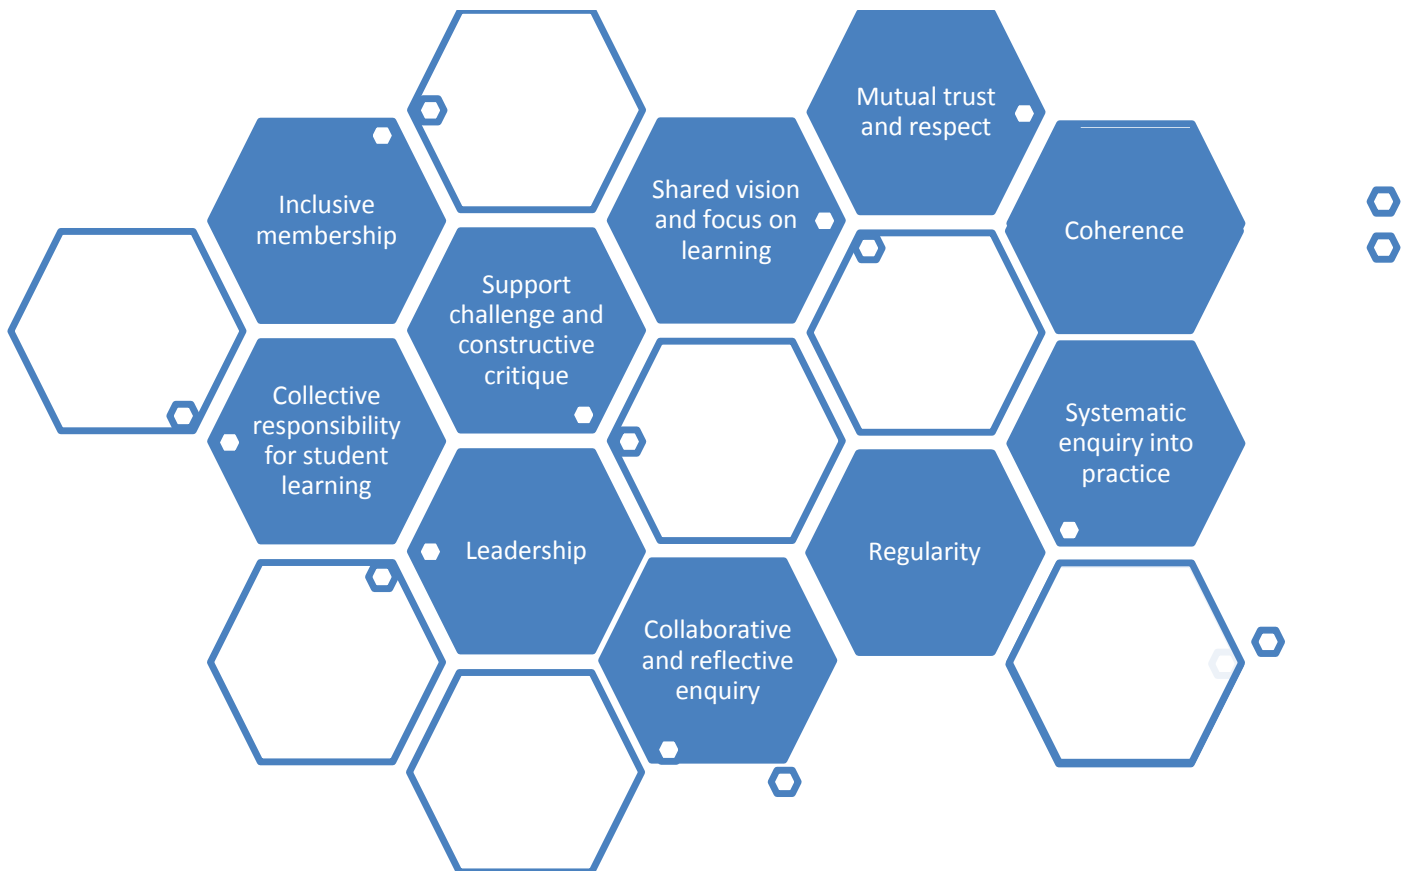 Mutual trust
and respect
Inclusive
membership
Shared vision
and focus on
learning
Coherence
Support
challenge and
constructive
critique
Collective
responsibility
for student
learning
Systematic
enquiry into
practice
Leadership
Regularity
Collaborative
and reflective
enquiry